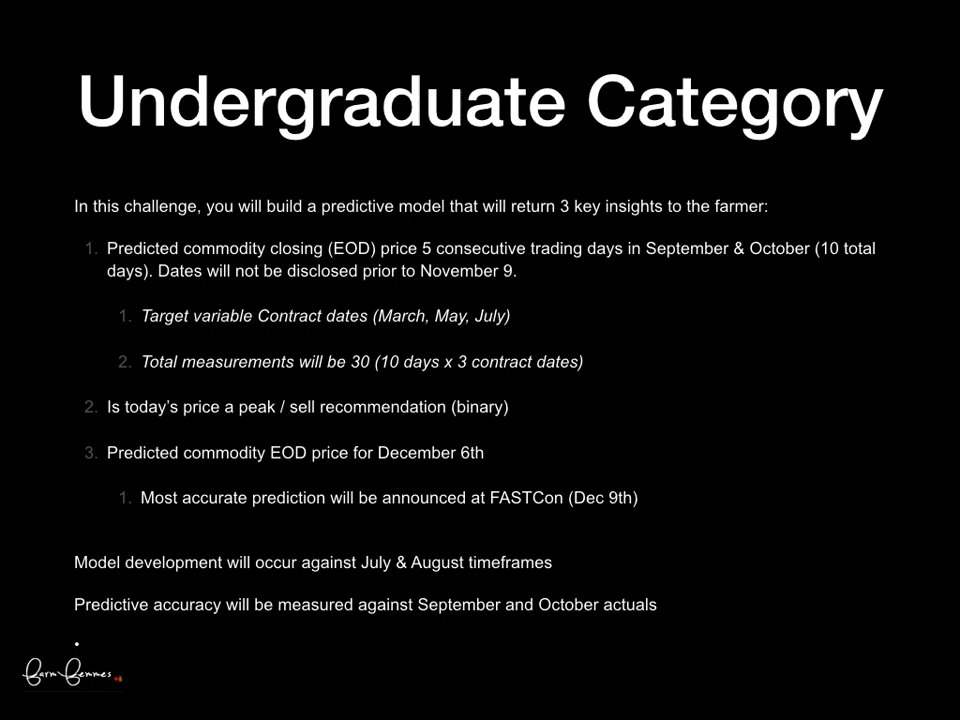 Undergraduate Category
In this challenge, you will build a predictive model that will return 3 key insights to the farmer:
1. Predicted commodity closing (EOD) price 5 consecutive trading days in September & October (10 total
days). Dates will not be disclosed prior to November 9.
1. Target variable Contract dates (March, May, July)
2. Total measurements will be 30 (10 days x 3 contract dates)
2. Is today's price a peak / sell recommendation (binary)
3. Predicted commodity EOD price for December 6th
1. Most accurate prediction will be announced at FASTCon (Dec 9th)
Model development will occur against July & August timeframes
Predictive accuracy will be measured against September and October actuals
•
Farm Femmes